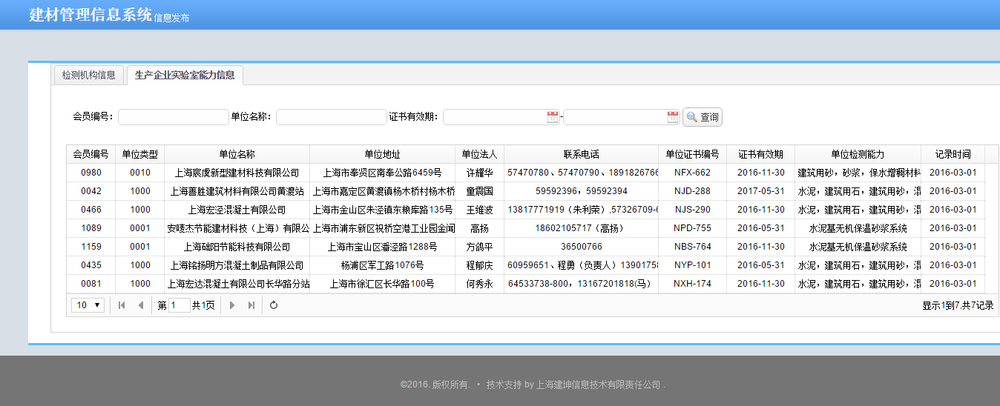 建材管理信息系统 信息发布
检测机构信息 生产企业实验室能力信息
会员编号： 单位名称： 证书有效期： - 查询
会员编号 单位类型 单位名称 单位地址 单位法人 联系电话 单位证书编号 证书有效期 单位检测能力 记录时间
0980 0010 上海宸虞新型建材科技有限公司 上海市奉贤区南奉公路6459号 许耀华 57470780、57470790、1891826766 NFX-662 2016-11-30 建筑用砂，砂浆，保水增稠材料 2016-03-01
0042 1000 上海善胜建筑材料有限公司黄渡站 上海市嘉定区黄渡镇杨木桥村杨木桥 童震国 59592396，59592394 NJD-288 2017-05-31 水泥，建筑用石，建筑用砂，混 2016-03-01
0466 1000 上海宏泾混凝土有限公司 上海市金山区朱泾镇东粮库路135号 王维波 13817771919（朱利荣）,57326709-6 NJS-290 2016-11-30 水泥，建筑用石，建筑用砂，混 2016-03-01
1089 0001 安唛杰节能建材科技（上海）有限公 上海市浦东新区祝桥空港工业园金闻 高扬 18602105717（高扬） NPD-755 2016-05-31 水泥基无机保温砂浆系统 2016-03-01
1159 0001 上海础阳节能科技有限公司 上海市宝山区潘泾路1288号 方鸽平 36500766 NBS-764 2016-11-30 水泥基无机保温砂浆系统 2016-03-01
0435 1000 上海铭扬明方混凝土制品有限公司 杨浦区军工路1076号 程郁庆 60959651、程勇（负责人）1390175 NYP-101 2016-05-31 水泥，建筑用石，建筑用砂，混 2016-03-01
0081 1000 上海宏达混凝土有限公司长华路分站 上海市徐汇区长华路100号 何秀永 64533738-800，13167201818(马） NXH-174 2016-11-30 水泥，建筑用石，建筑用砂，混 2016-03-01
10 第 1 共1页 显示1到7,共7记录
©2016. 版权所有. • 技术支持 by 上海建坤信息技术有限责任公司 .